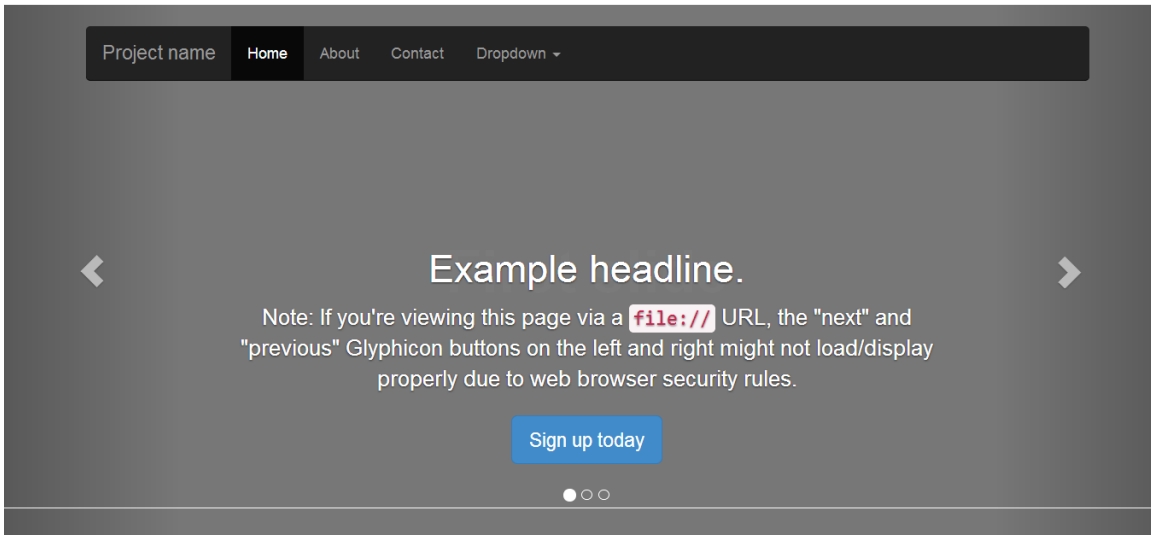 Project name Home About Contact Dropdown
Example headline.
Note: If you're viewing this page via a file:// URL, the "next" and
"previous" Glyphicon buttons on the left and right might not load/display
properly due to web browser security rules.
Sign up today